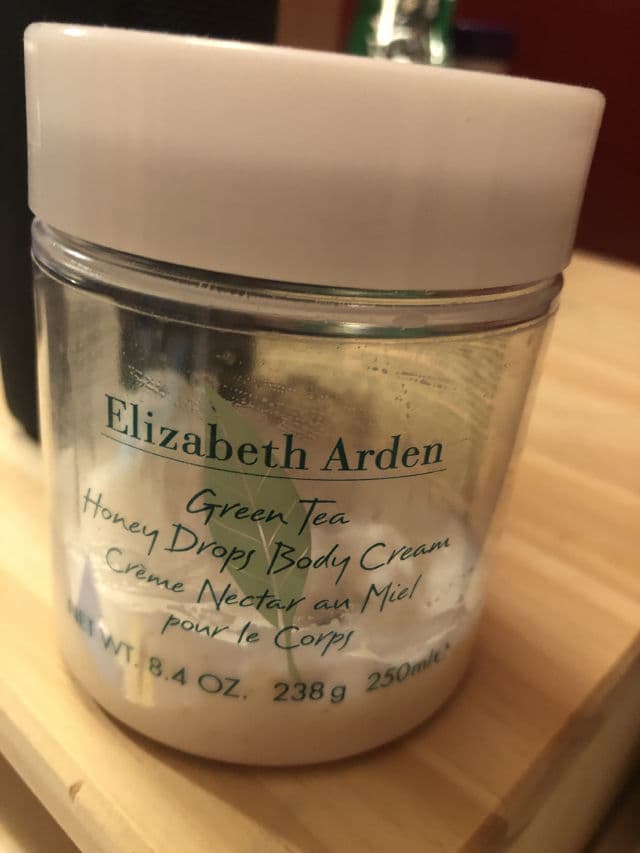 Elizabeth Arden
Green Tea
Honey Drops Body Cream
Crème Nectar au Miel
pour le Corps
NET WT. 8.4 OZ. 238 g 250ml℮